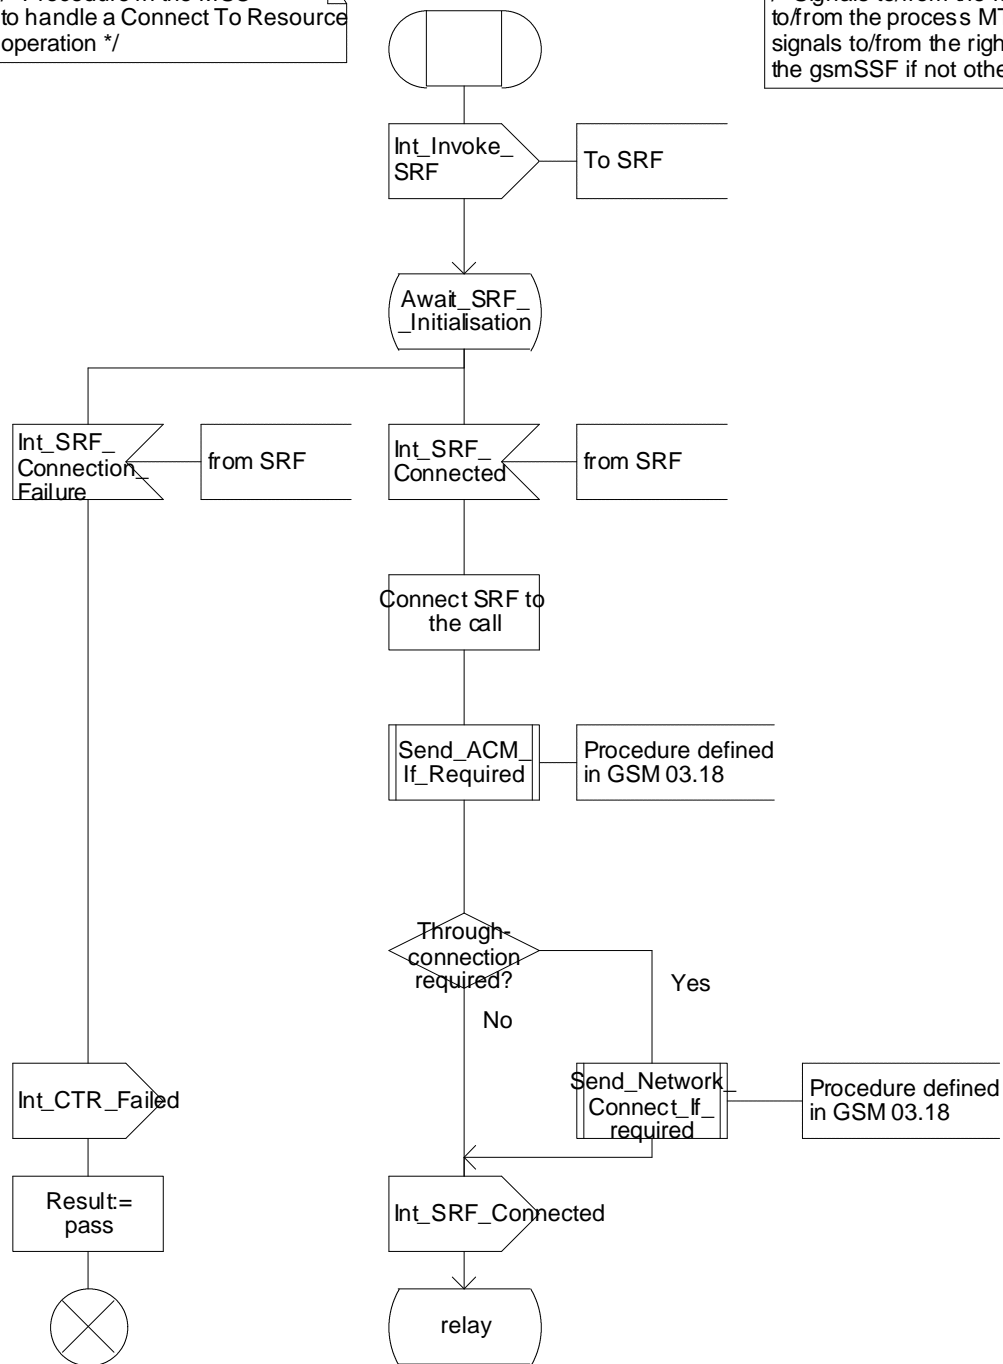 to handle a Connect To Resource
operation */
to/from the process MT
signals to/from the righ
the gsmSSF if not othe
Int_Invoke_
SRF
To SRF
Await_SRF_
_Initialisation
Int_SRF_
Connection_
Failure
from SRF
Int_SRF_
Connected
from SRF
Connect SRF to
the call
Send_ACM_
If_Required
Procedure defined
in GSM 03.18
Through-
connection
required?
Yes
No
Int_CTR_Failed
Send_Network_
Connect_If_
required
Procedure defined
in GSM 03.18
Result:=
pass
Int_SRF_Connected
relay